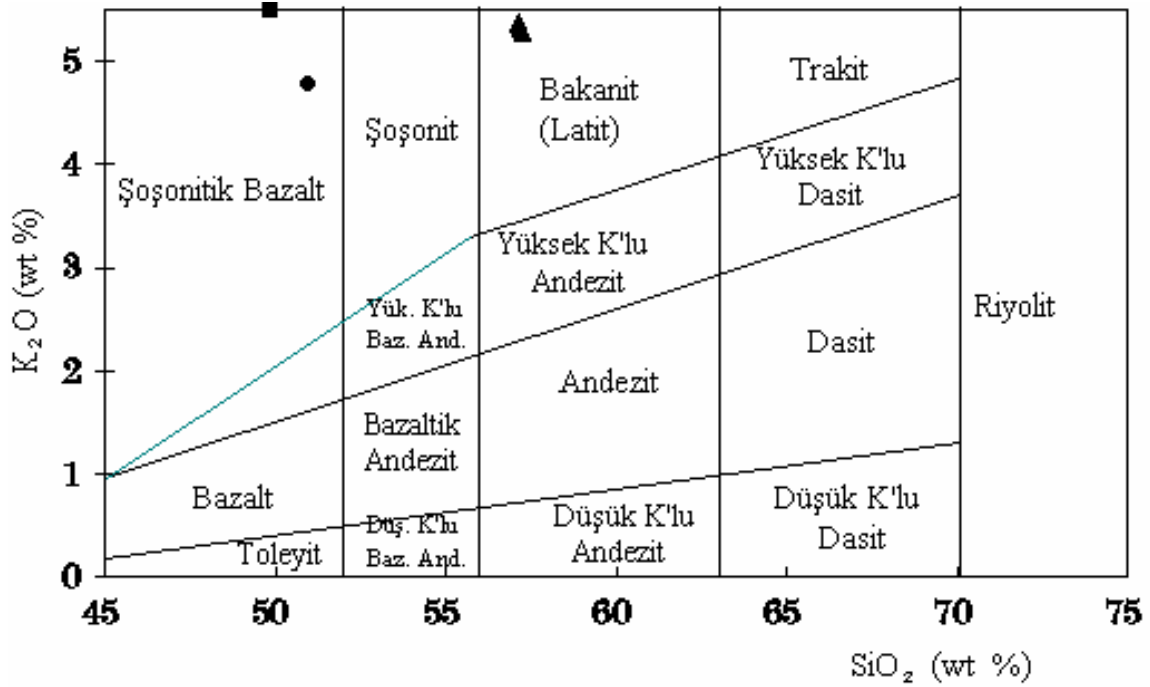 5
4
3
2
1
0
K₂O (wt %)
Şoşonitik Bazalt
Bazalt
Toleyit
Şoşonit
Yük. K'lu
Baz. And.
Bazaltik
Andezit
Düş. K'lu
Baz. And.
Bakanit
(Latit)
Yüksek K'lu
Andezit
Andezit
Düşük K'lu
Andezit
Trakit
Yüksek K'lu
Dasit
Dasit
Düşük K'lu
Dasit
Riyolit
45 50 55 60 65 70 75
SiO₂ (wt %)